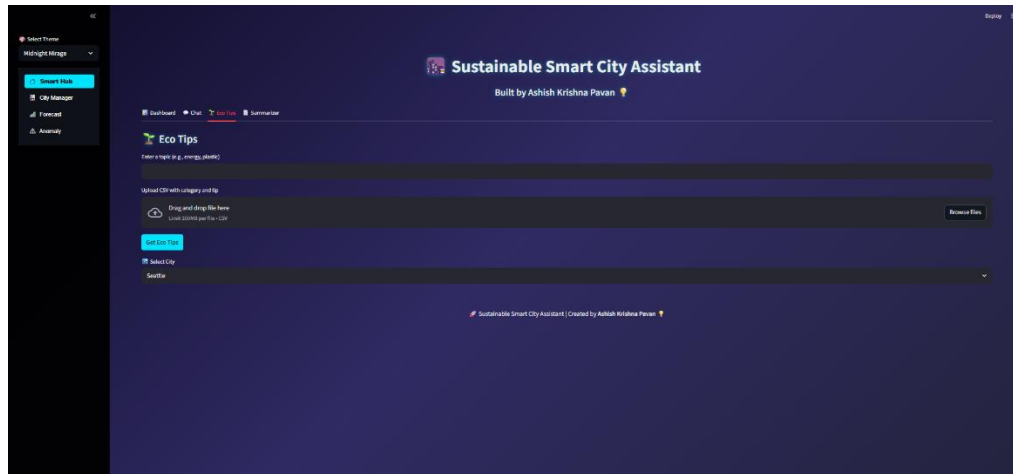 Deploy
Select Theme
Midnight Mirage
Smart Hub
City Manager
Forecast
Anomaly
Sustainable Smart City Assistant
Built by Ashish Krishna Pavan
Dashboard Chat Eco Tips Summarizer
Eco Tips
Enter a topic (e.g., energy, plastic)
Upload CSV with category and tip
Drag and drop file here
Limit 200MB per file • CSV
Browse files
Get Eco Tips
Select City
Seattle
Sustainable Smart City Assistant | Created by Ashish Krishna Pavan